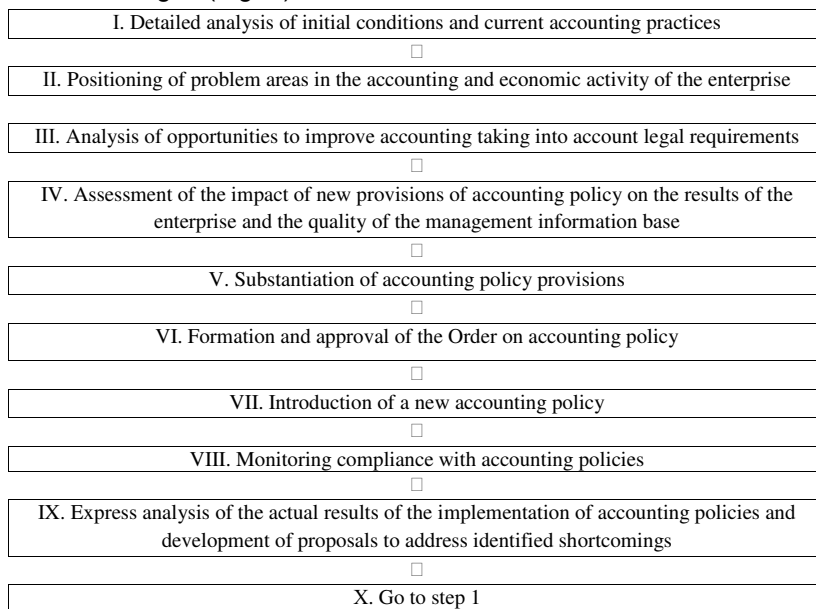 I. Detailed analysis of initial conditions and current accounting practices
II. Positioning of problem areas in the accounting and economic activity of the enterprise
III. Analysis of opportunities to improve accounting taking into account legal requirements
IV. Assessment of the impact of new provisions of accounting policy on the results of the
enterprise and the quality of the management information base
V. Substantiation of accounting policy provisions
VI. Formation and approval of the Order on accounting policy
VII. Introduction of a new accounting policy
VIII. Monitoring compliance with accounting policies
IX. Express analysis of the actual results of the implementation of accounting policies and
development of proposals to address identified shortcomings
X. Go to step 1